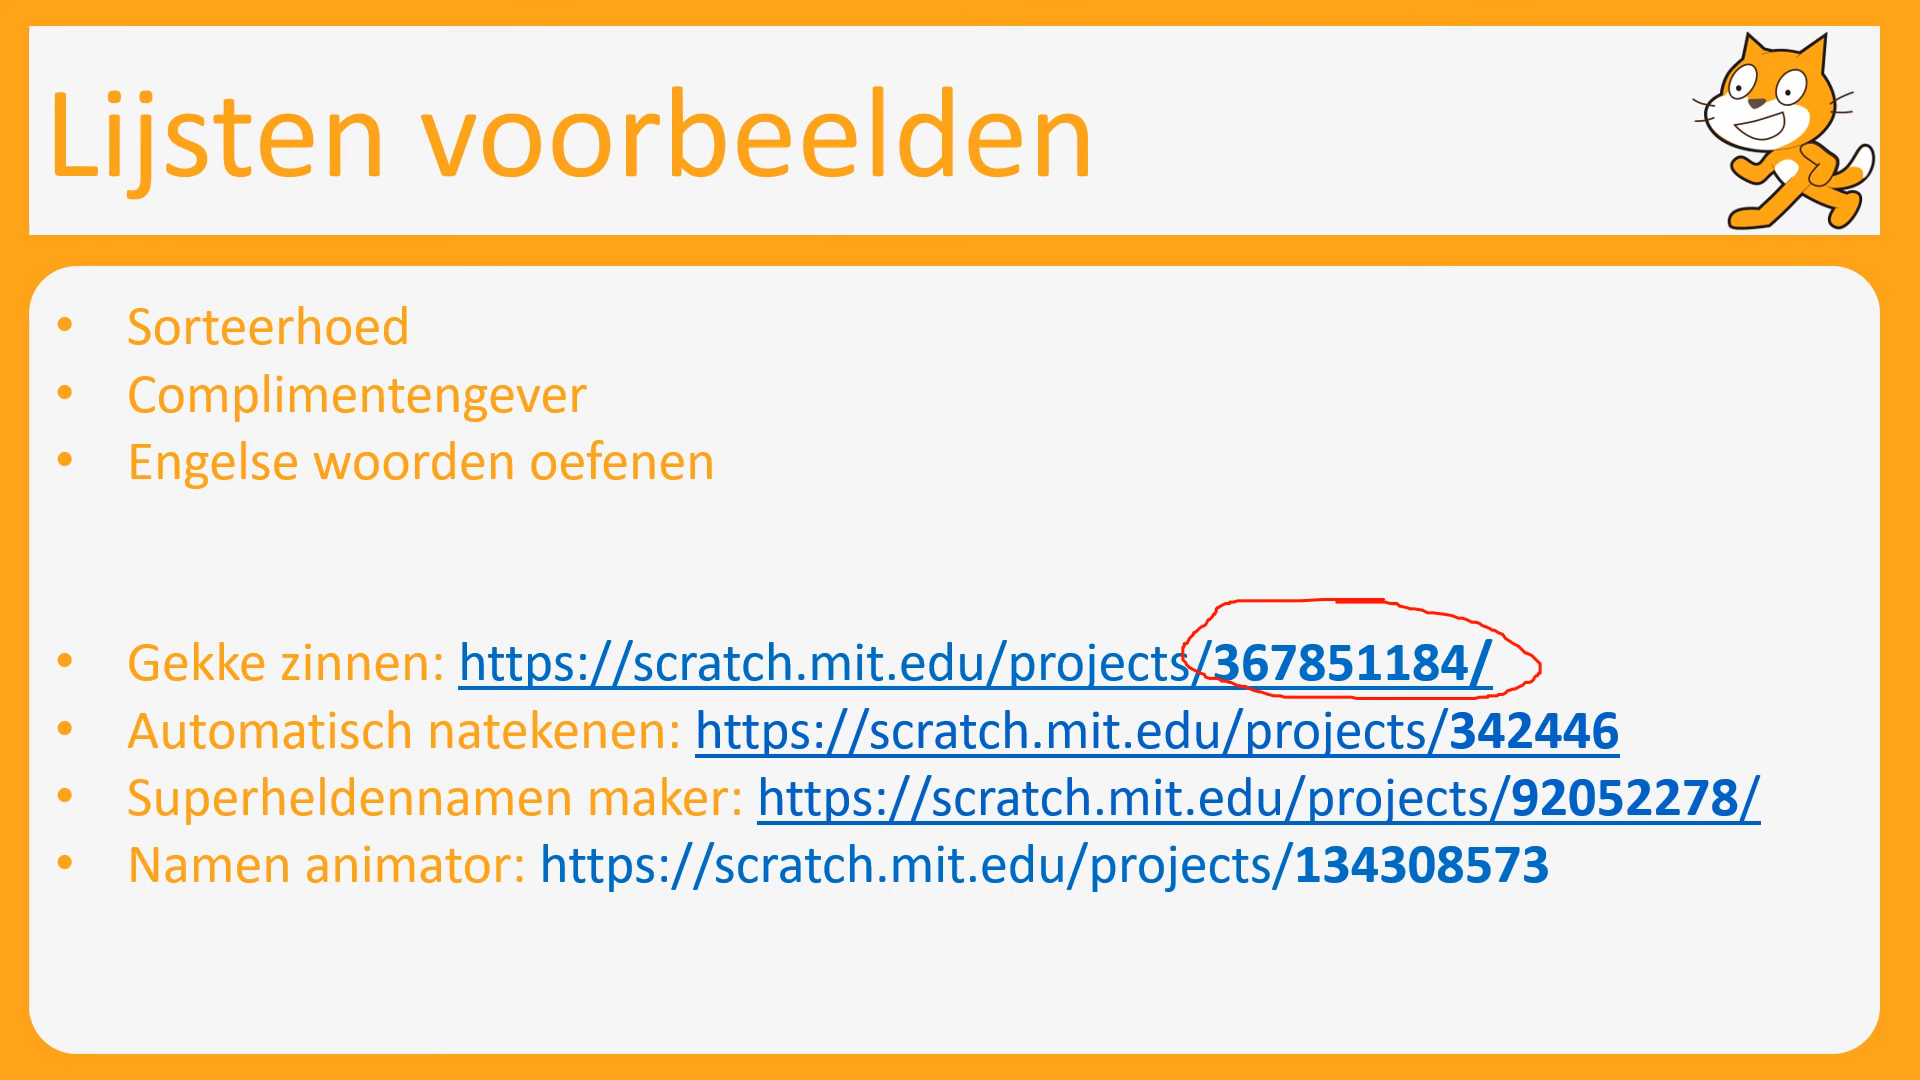 Lijsten voorbeelden
• Sorteerhoed
• Complimentengever
• Engelse woorden oefenen
• Gekke zinnen: https://scratch.mit.edu/projects/367851184/
• Automatisch natekenen: https://scratch.mit.edu/projects/342446
• Superheldennamen maker: https://scratch.mit.edu/projects/92052278/
• Namen animator: https://scratch.mit.edu/projects/134308573